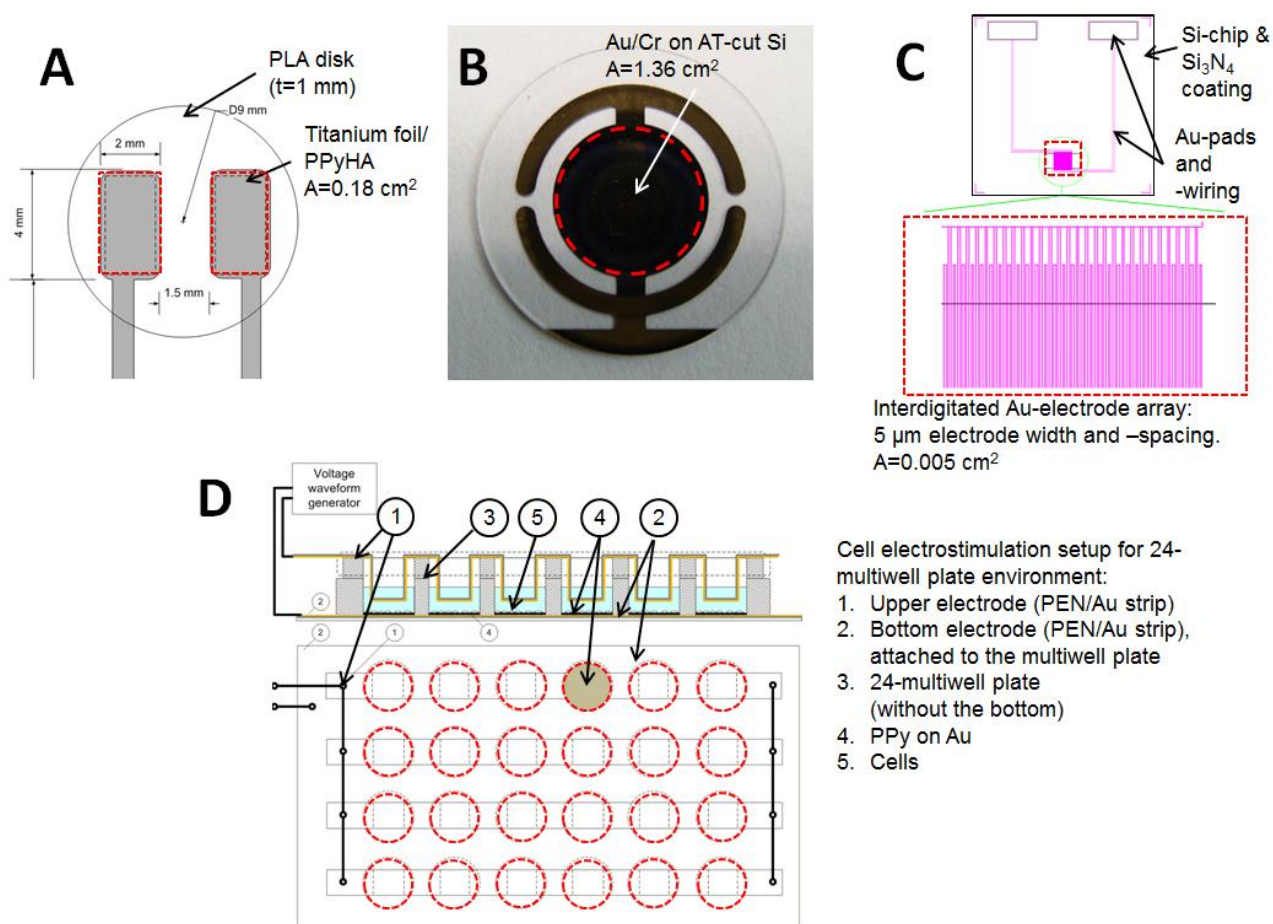 A
PLA disk
(t=1 mm)
D9 mm
2 mm
Titanium foil/
PPyHA
A=0.18 cm²
4 mm
1.5 mm
B
Au/Cr on AT-cut Si
A=1.36 cm²
C
Si-chip &
Si₃N₄
coating
Au-pads
and
-wiring
Interdigitated Au-electrode array:
5 µm electrode width and –spacing.
A=0.005 cm²
D
Voltage
waveform
generator
1
3
5
4
2
2
2
1
4
Cell electrostimulation setup for 24-
multiwell plate environment:
1. Upper electrode (PEN/Au strip)
2. Bottom electrode (PEN/Au strip),
attached to the multiwell plate
3. 24-multiwell plate
(without the bottom)
4. PPy on Au
5. Cells